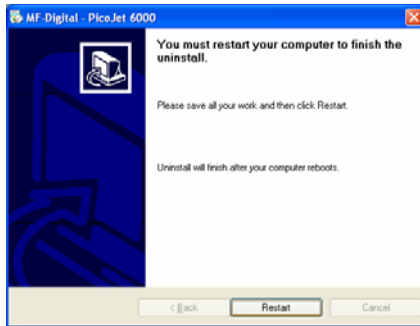 MF-Digital - PicoJet 6000
You must restart your computer to finish the
uninstall.
Please save all your work and then click Restart.
Uninstall will finish after your computer reboots.
< Back
Restart
Cancel